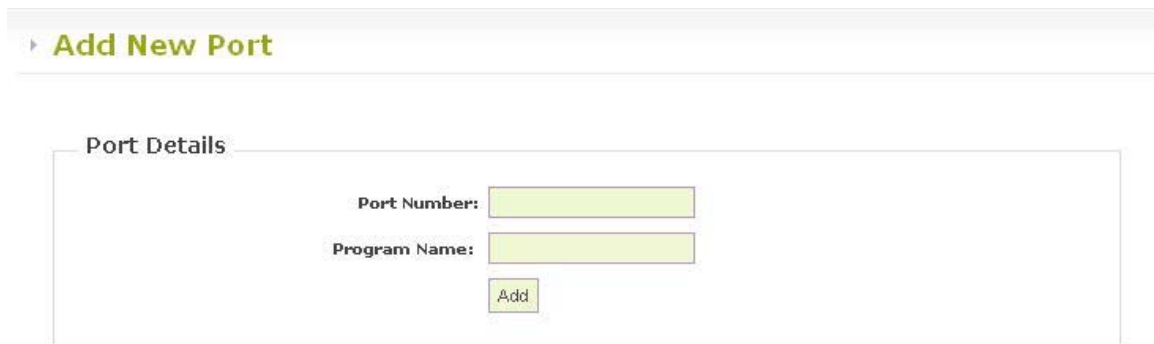 Add New Port
Port Details
Port Number:
Program Name:
Add